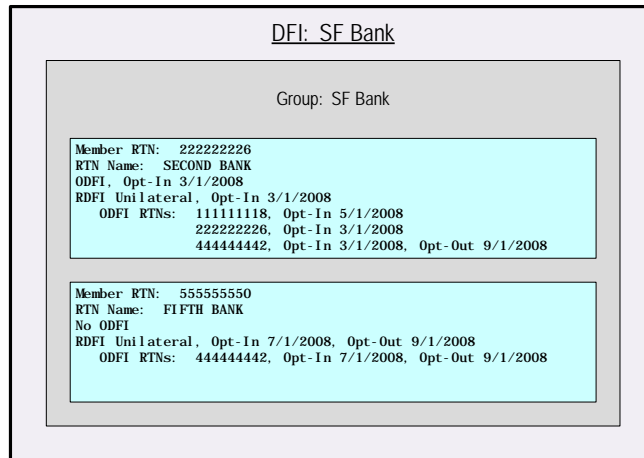 DFI: SF Bank
Group: SF Bank
Member RTN: 222222226
RTN Name: SECOND BANK
ODFI, Opt-In 3/1/2008
RDFI Unilateral, Opt-In 3/1/2008
ODFI RTNs: 111111118, Opt-In 5/1/2008
222222226, Opt-In 3/1/2008
444444442, Opt-In 3/1/2008, Opt-Out 9/1/2008
Member RTN: 555555550
RTN Name: FIFTH BANK
No ODFI
RDFI Unilateral, Opt-In 7/1/2008, Opt-Out 9/1/2008
ODFI RTNs: 444444442, Opt-In 7/1/2008, Opt-Out 9/1/2008